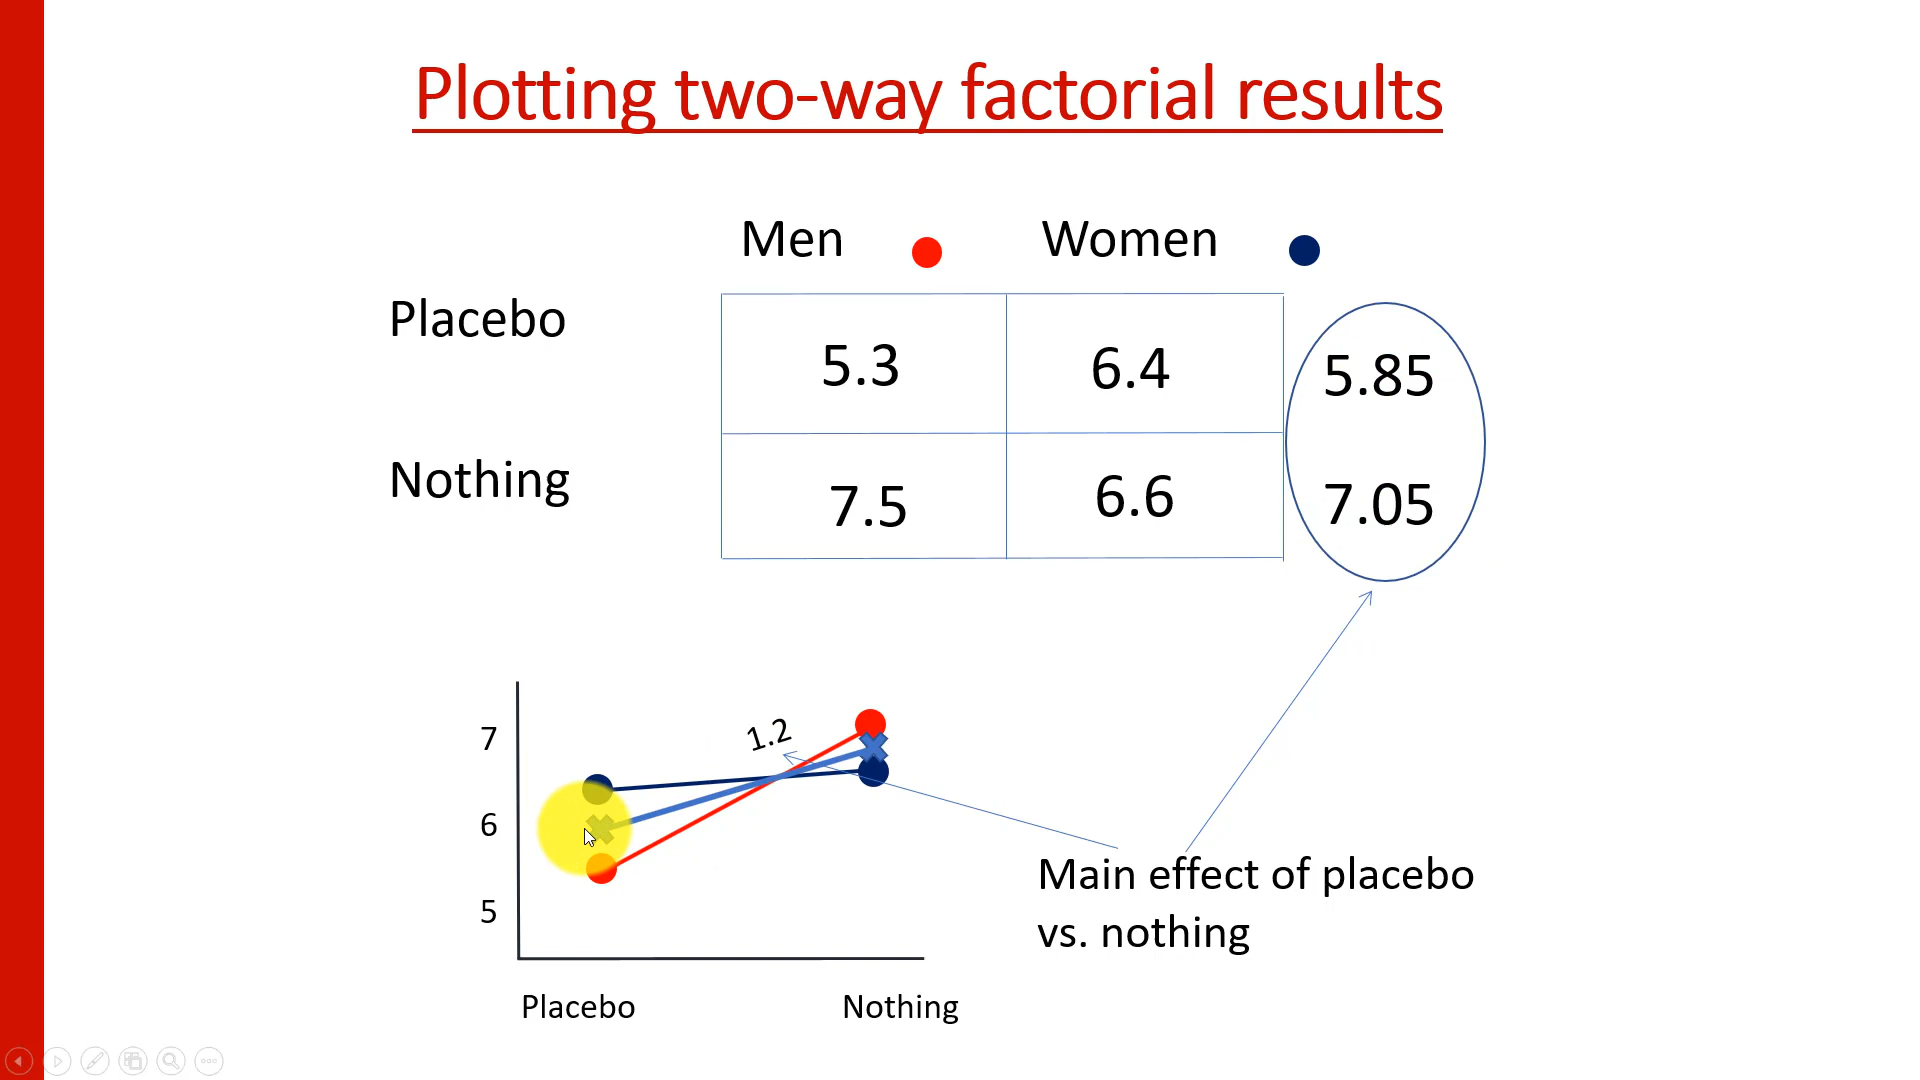 Plotting two-way factorial results
Men Women
Placebo 5.3 6.4 5.85
Nothing 7.5 6.6 7.05
1.2
7
6
5
Placebo Nothing
Main effect of placebo
vs. nothing